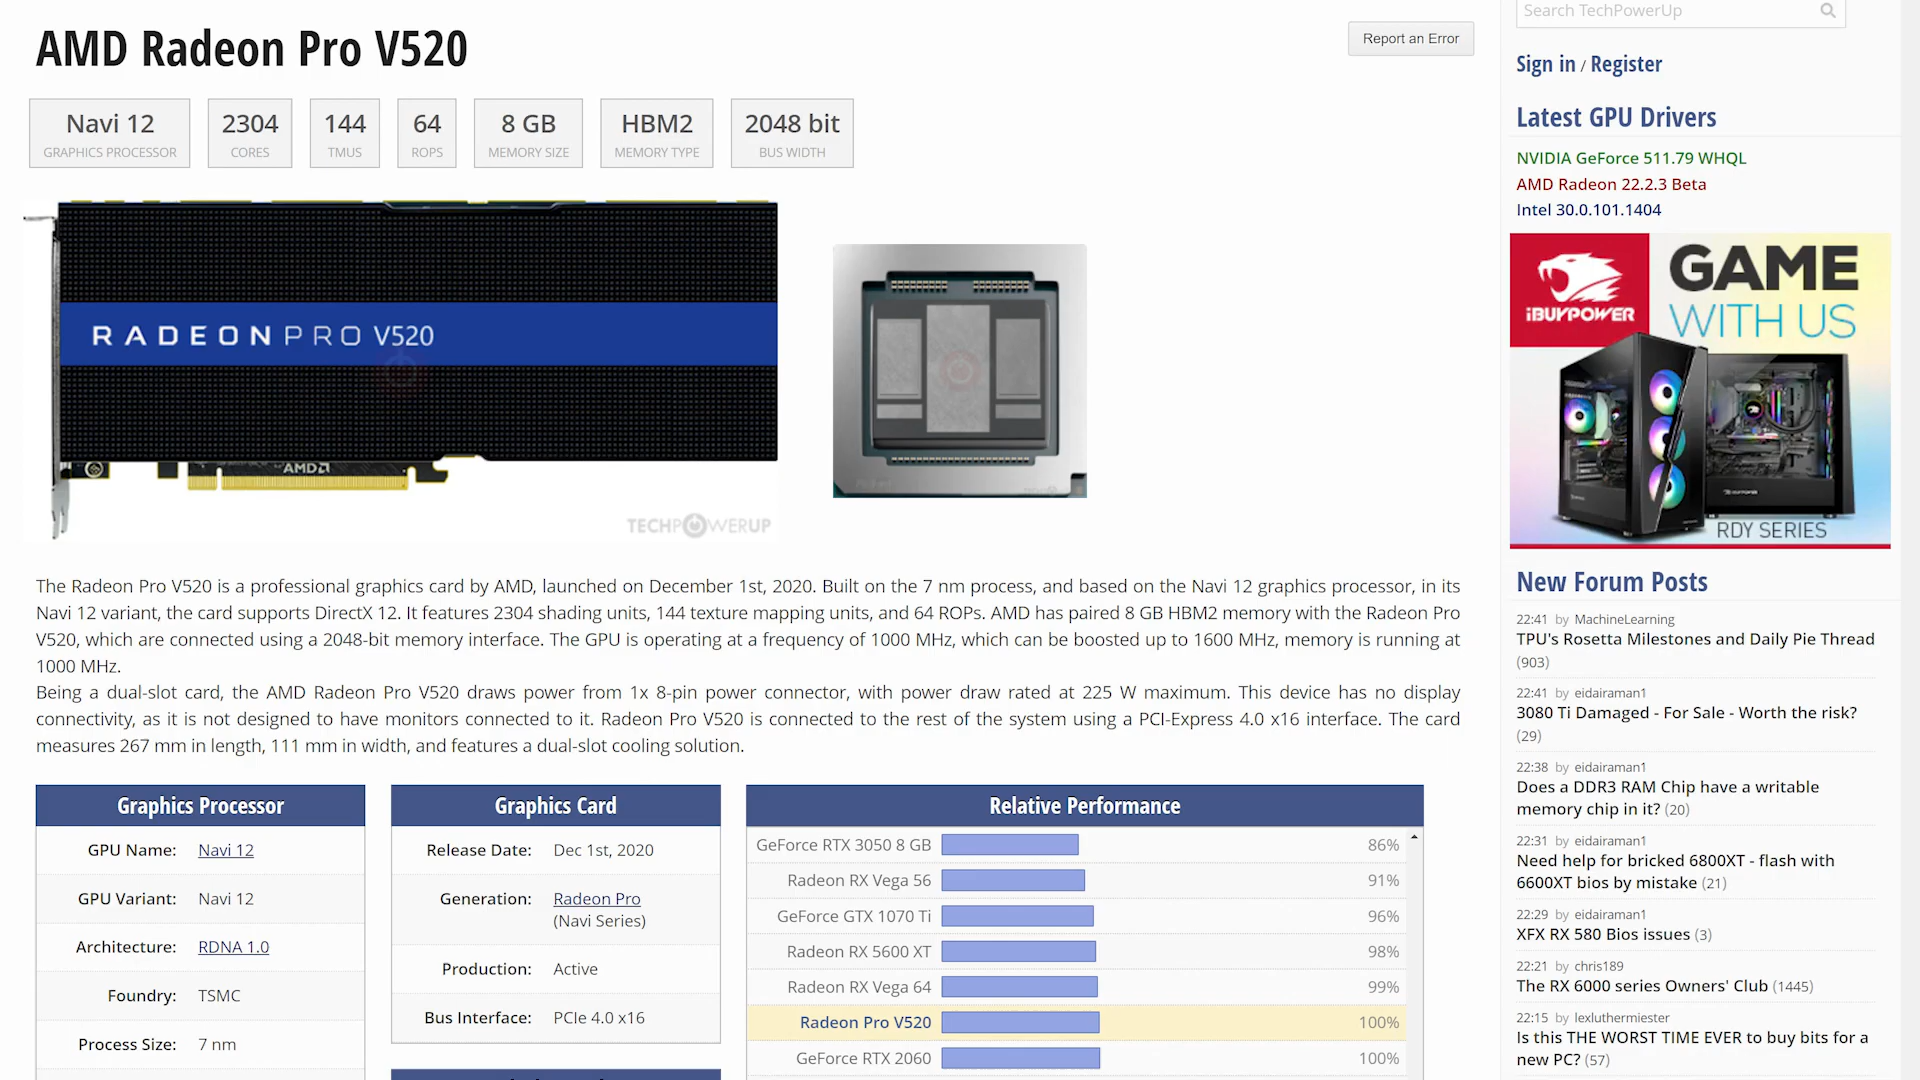 AMD Radeon Pro V520
Report an Error
Navi 12
GRAPHICS PROCESSOR
2304
CORES
144
TMUS
64
ROPS
8 GB
MEMORY SIZE
HBM2
MEMORY TYPE
2048 bit
BUS WIDTH
RADEON PRO V520
AMD
TECHPOWERUP
The Radeon Pro V520 is a professional graphics card by AMD, launched on December 1st, 2020. Built on the 7 nm process, and based on the Navi 12 graphics processor, in its
Navi 12 variant, the card supports DirectX 12. It features 2304 shading units, 144 texture mapping units, and 64 ROPs. AMD has paired 8 GB HBM2 memory with the Radeon Pro
V520, which are connected using a 2048-bit memory interface. The GPU is operating at a frequency of 1000 MHz, which can be boosted up to 1600 MHz, memory is running at
1000 MHz.
Being a dual-slot card, the AMD Radeon Pro V520 draws power from 1x 8-pin power connector, with power draw rated at 225 W maximum. This device has no display
connectivity, as it is not designed to have monitors connected to it. Radeon Pro V520 is connected to the rest of the system using a PCI-Express 4.0 x16 interface. The card
measures 267 mm in length, 111 mm in width, and features a dual-slot cooling solution.
Graphics Processor
GPU Name: Navi 12
GPU Variant: Navi 12
Architecture: RDNA 1.0
Foundry: TSMC
Process Size: 7 nm
Graphics Card
Release Date: Dec 1st, 2020
Generation: Radeon Pro
(Navi Series)
Production: Active
Bus Interface: PCIe 4.0 x16
Relative Performance
GeForce RTX 3050 8 GB 86%
Radeon RX Vega 56 91%
GeForce GTX 1070 Ti 96%
Radeon RX 5600 XT 98%
Radeon RX Vega 64 99%
Radeon Pro V520 100%
GeForce RTX 2060 100%
Search TechPowerUp
Sign in / Register
Latest GPU Drivers
NVIDIA GeForce 511.79 WHQL
AMD Radeon 22.2.3 Beta
Intel 30.0.101.1404
iBUYPOWER
GAME
WITH US
RDY SERIES
New Forum Posts
22:41 by MachineLearning
TPU's Rosetta Milestones and Daily Pie Thread
(903)
22:41 by eidairaman1
3080 Ti Damaged - For Sale - Worth the risk?
(29)
22:38 by eidairaman1
Does a DDR3 RAM Chip have a writable
memory chip in it? (20)
22:31 by eidairaman1
Need help for bricked 6800XT - flash with
6600XT bios by mistake (21)
22:29 by eidairaman1
XFX RX 580 Bios issues (3)
22:21 by chris189
The RX 6000 series Owners' Club (1445)
22:15 by lexluthermiester
Is this THE WORST TIME EVER to buy bits for a
new PC? (57)